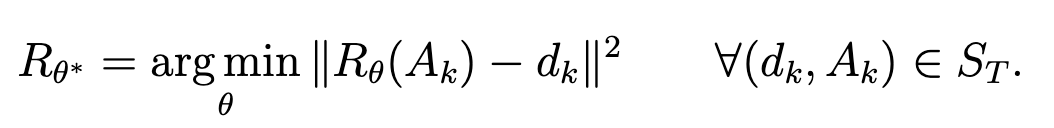 R_{θ*} = arg min_θ ‖R_θ(A_k) − d_k‖² ∀(d_k, A_k) ∈ S_T.